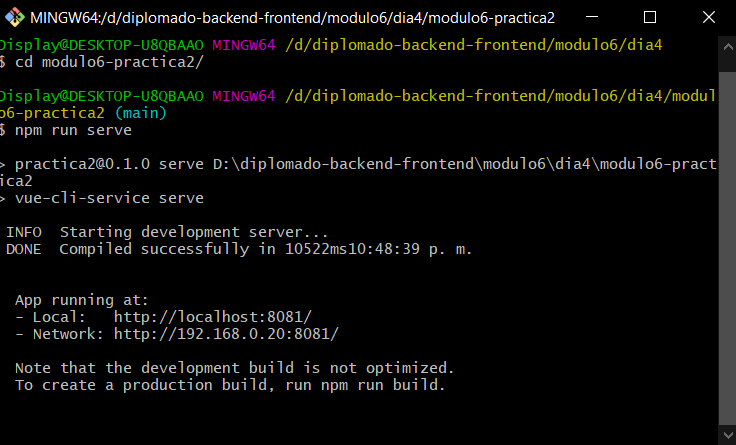 MINGW64:/d/diplomado-backend-frontend/modulo6/dia4/modulo6-practica2
Display@DESKTOP-U8QBAAO MINGW64 /d/diplomado-backend-frontend/modulo6/dia4
$ cd modulo6-practica2/
Display@DESKTOP-U8QBAAO MINGW64 /d/diplomado-backend-frontend/modulo6/dia4/modul
o6-practica2 (main)
$ npm run serve
> practica2@0.1.0 serve D:\diplomado-backend-frontend\modulo6\dia4\modulo6-pract
ica2
> vue-cli-service serve
INFO  Starting development server...
DONE  Compiled successfully in 10522ms10:48:39 p. m.
App running at:
- Local:   http://localhost:8081/
- Network: http://192.168.0.20:8081/
Note that the development build is not optimized.
To create a production build, run npm run build.